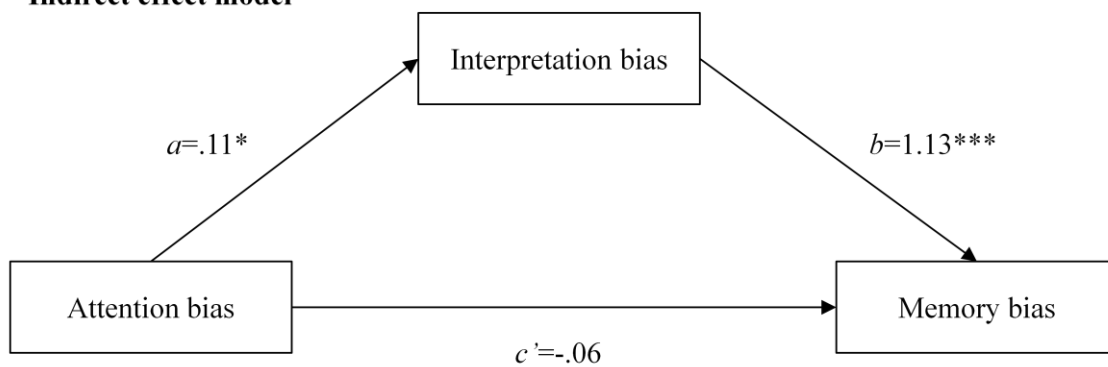 Indirect effect model
Interpretation bias
a=.11*
b=1.13***
Attention bias
Memory bias
c’=-.06